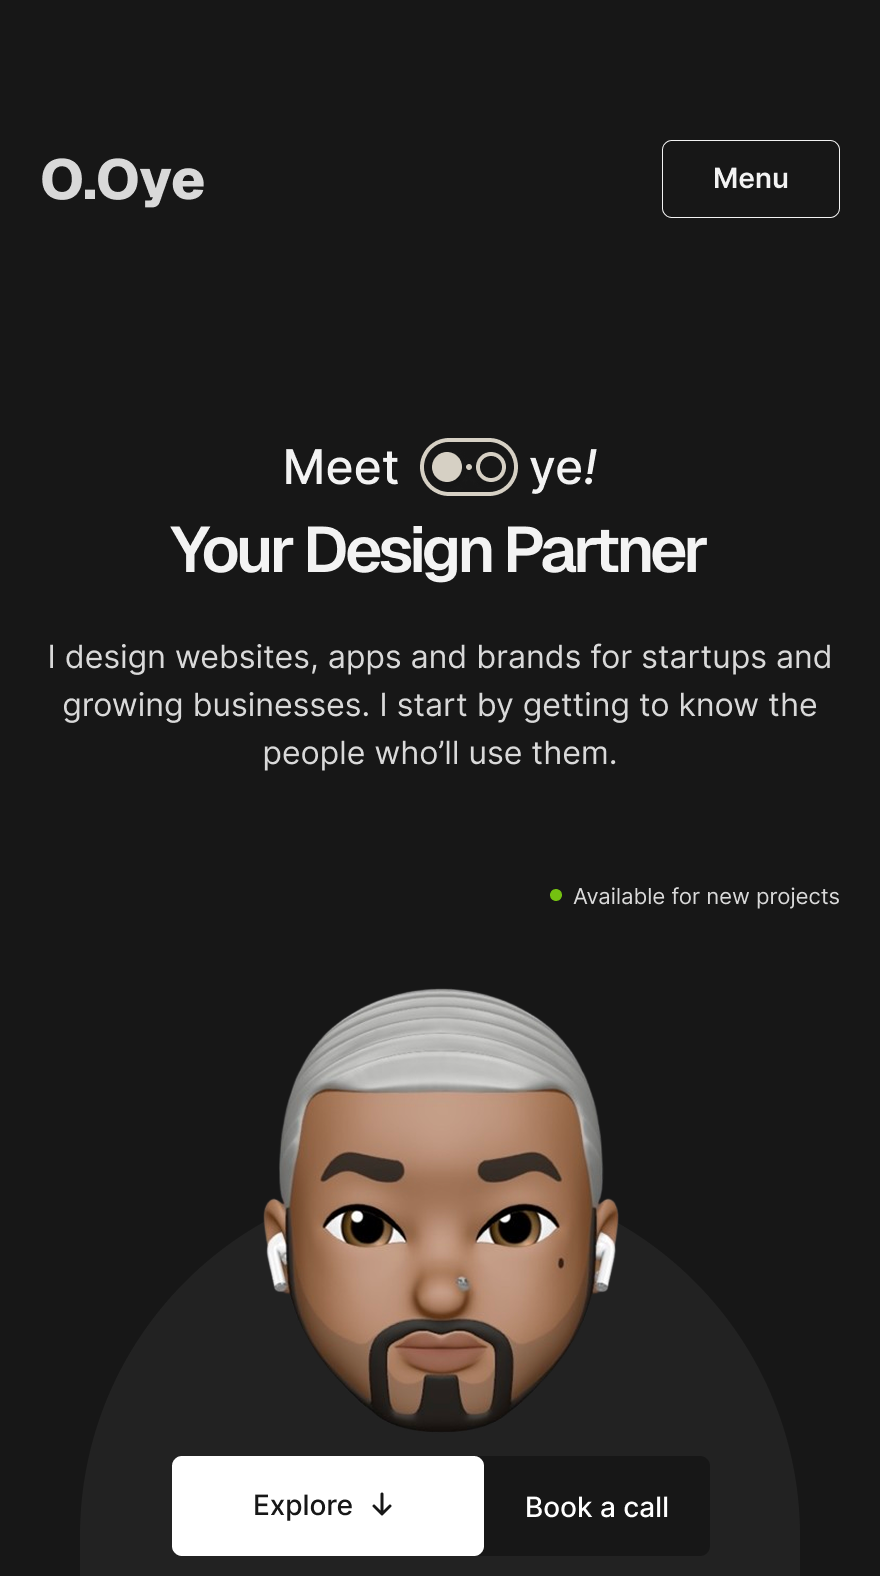 O.Oye
Menu
Meet ye!
Your Design Partner
I design websites, apps and brands for startups and
growing businesses. I start by getting to know the
people who’ll use them.
Available for new projects
Explore ↓
Book a call